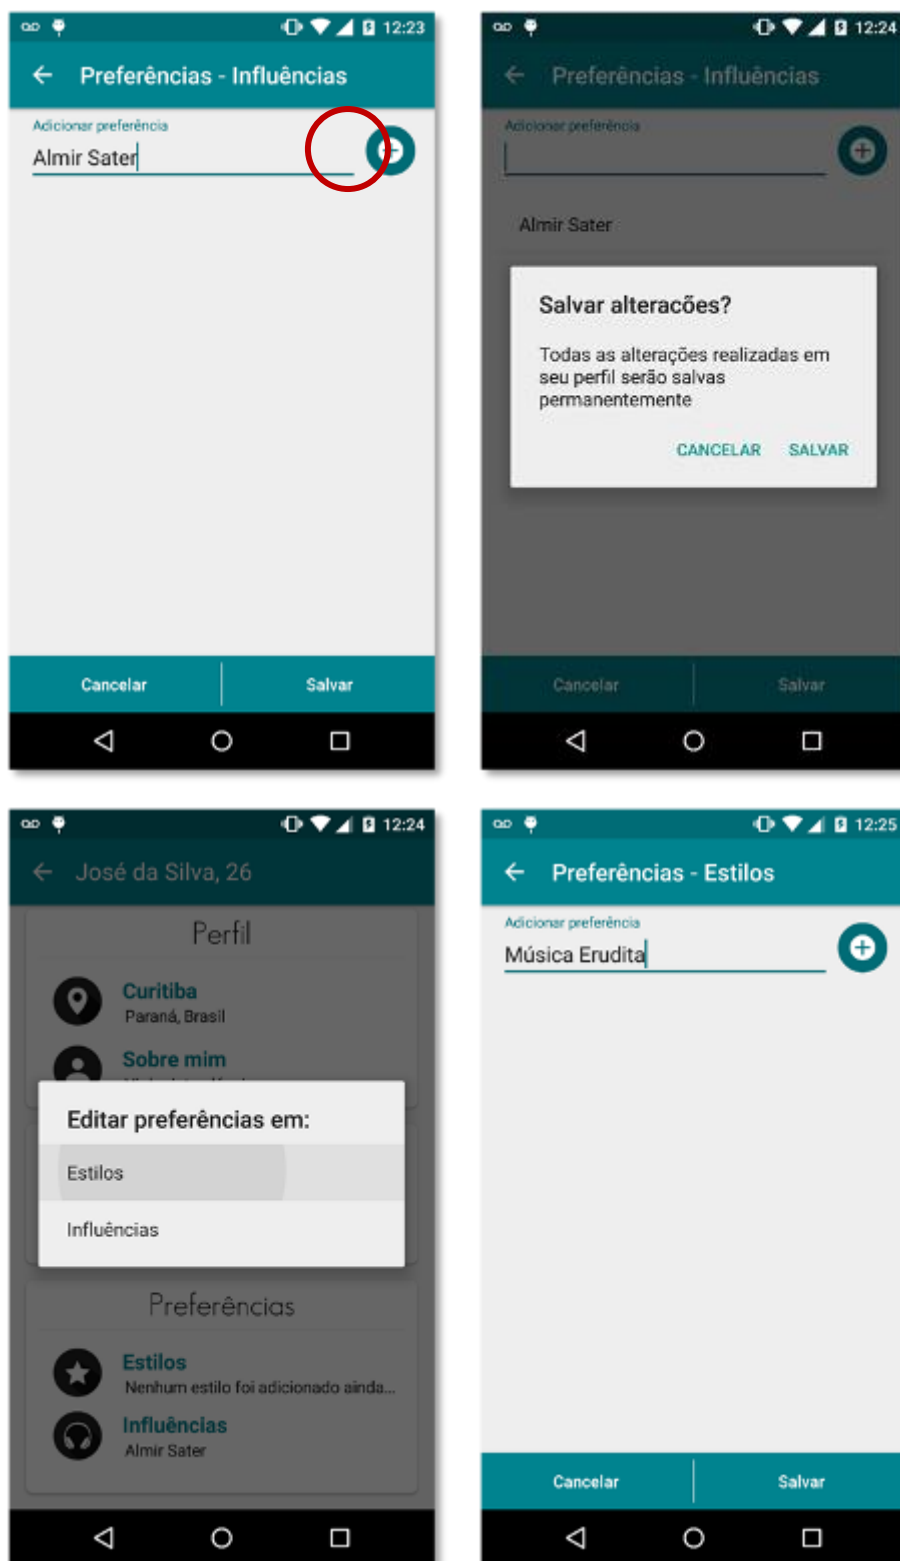 12:23
Preferências - Influências
Adicionar preferência
Almir Sater
Cancelar
Salvar
12:24
Preferências - Influências
Adicionar preferência
Almir Sater
Salvar alteracões?
Todas as alterações realizadas em
seu perfil serão salvas
permanentemente
CANCELAR SALVAR
Cancelar
Salvar
12:24
José da Silva, 26
Perfil
Curitiba
Paraná, Brasil
Sobre mim
Editar preferências em:
Estilos
Influências
Preferências
Estilos
Nenhum estilo foi adicionado ainda...
Influências
Almir Sater
12:25
Preferências - Estilos
Adicionar preferência
Música Erudita
Cancelar
Salvar